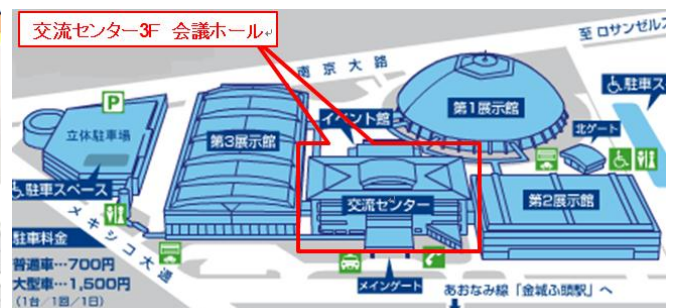 交流センター3F 会議ホール
至 ロサンゼルス
南京大路
P
駐車ス
イベント館
第1展示館
立体駐車場
第3展示館
北ゲート
駐車スペース
交流センター
第2展示館
メキシコ大通
駐車料金
普通車…700円
大型車…1,500円
(1台/1回/1日)
メインゲート
あおなみ線「金城ふ頭駅」へ